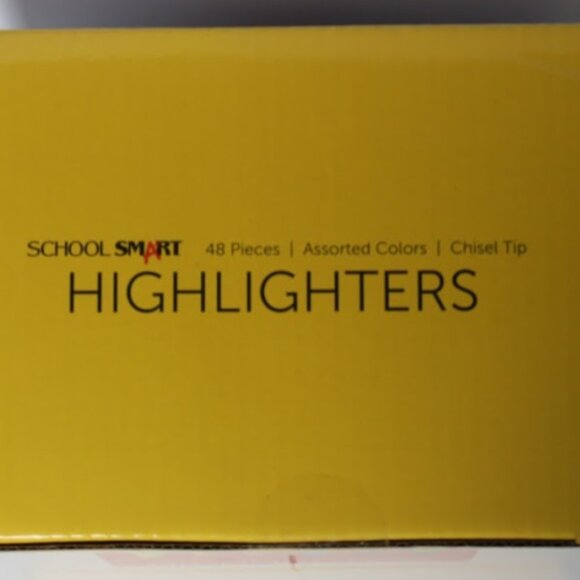 SCHOOL SMART 48 Pieces | Assorted Colors | Chisel Tip
HIGHLIGHTERS